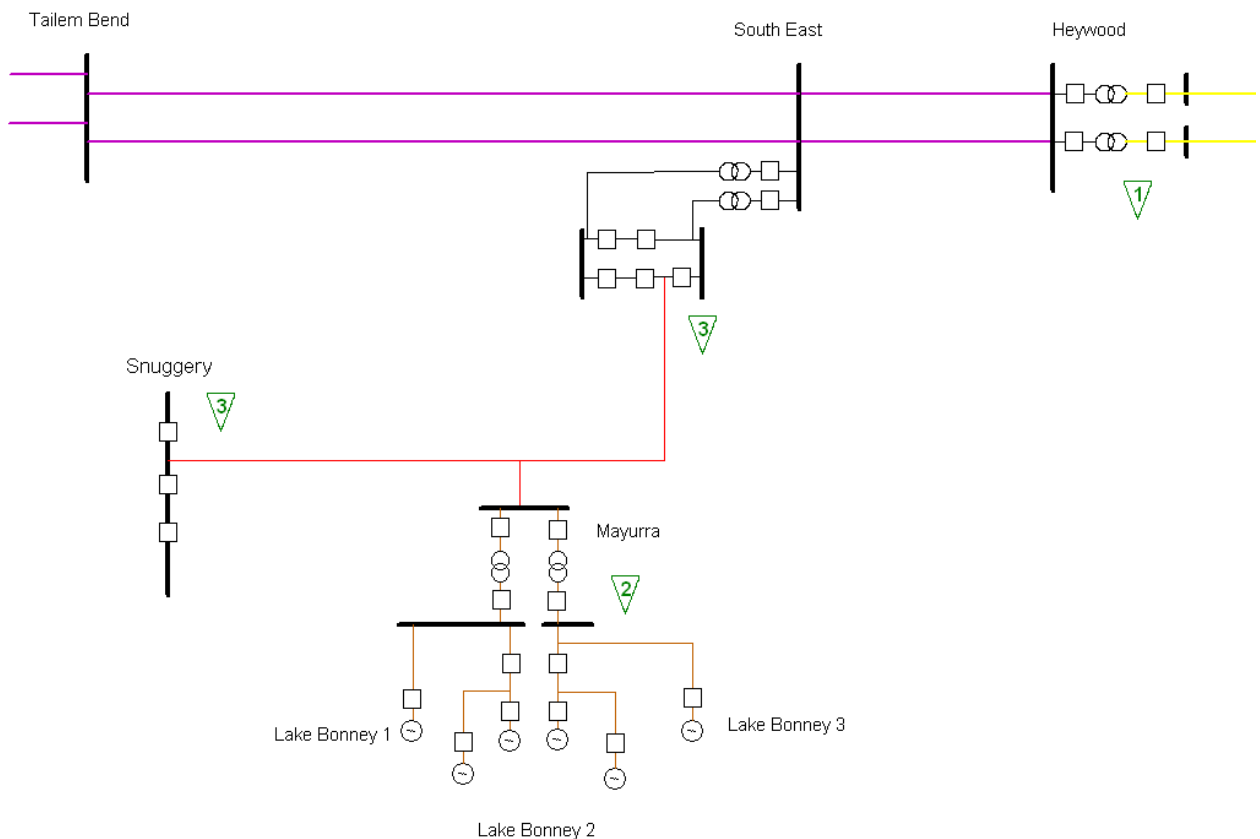 Tailem Bend
South East
Heywood
1
3
Snuggery
3
Mayurra
2
Lake Bonney 1
Lake Bonney 3
Lake Bonney 2